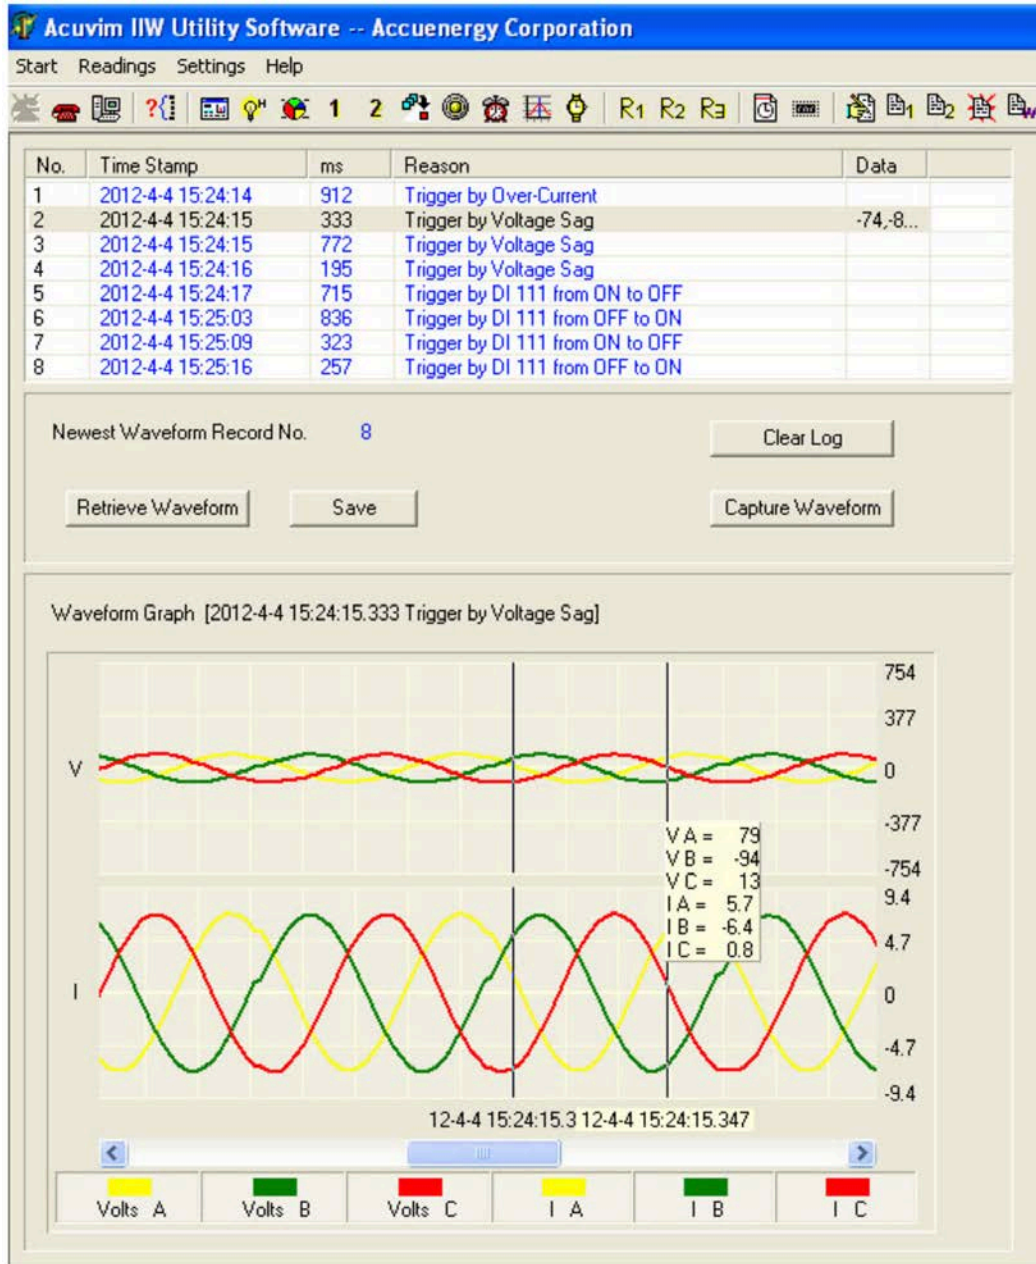 Acuvim IIW Utility Software -- Accuenergy Corporation
Start Readings Settings Help
1 2 R1 R2 R3 1 2
No. Time Stamp ms Reason Data
1 2012-4-4 15:24:14 912 Trigger by Over-Current
2 2012-4-4 15:24:15 333 Trigger by Voltage Sag -74,-8...
3 2012-4-4 15:24:15 772 Trigger by Voltage Sag
4 2012-4-4 15:24:16 195 Trigger by Voltage Sag
5 2012-4-4 15:24:17 715 Trigger by DI 111 from ON to OFF
6 2012-4-4 15:25:03 836 Trigger by DI 111 from OFF to ON
7 2012-4-4 15:25:09 323 Trigger by DI 111 from ON to OFF
8 2012-4-4 15:25:16 257 Trigger by DI 111 from OFF to ON
Newest Waveform Record No. 8
Clear Log
Retrieve Waveform Save Capture Waveform
Waveform Graph [2012-4-4 15:24:15.333 Trigger by Voltage Sag]
754
377
V 0
-377
-754
V A = 79
V B = -94
V C = 13
I A = 5.7
I B = -6.4
I C = 0.8
9.4
4.7
I 0
-4.7
-9.4
12-4-4 15:24:15.3 12-4-4 15:24:15.347
Volts A Volts B Volts C I A I B I C